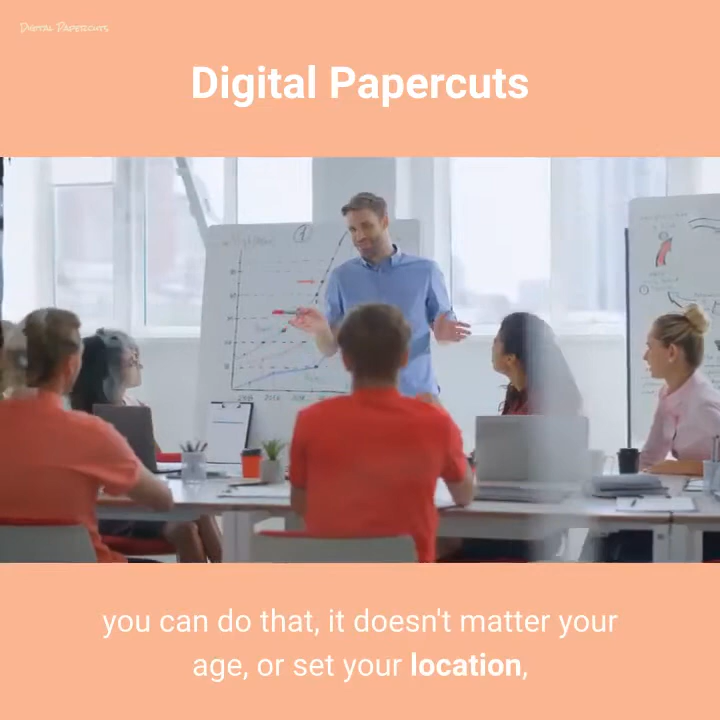 Digital Papercuts
Digital Papercuts
you can do that, it doesn't matter your
age, or set your location,